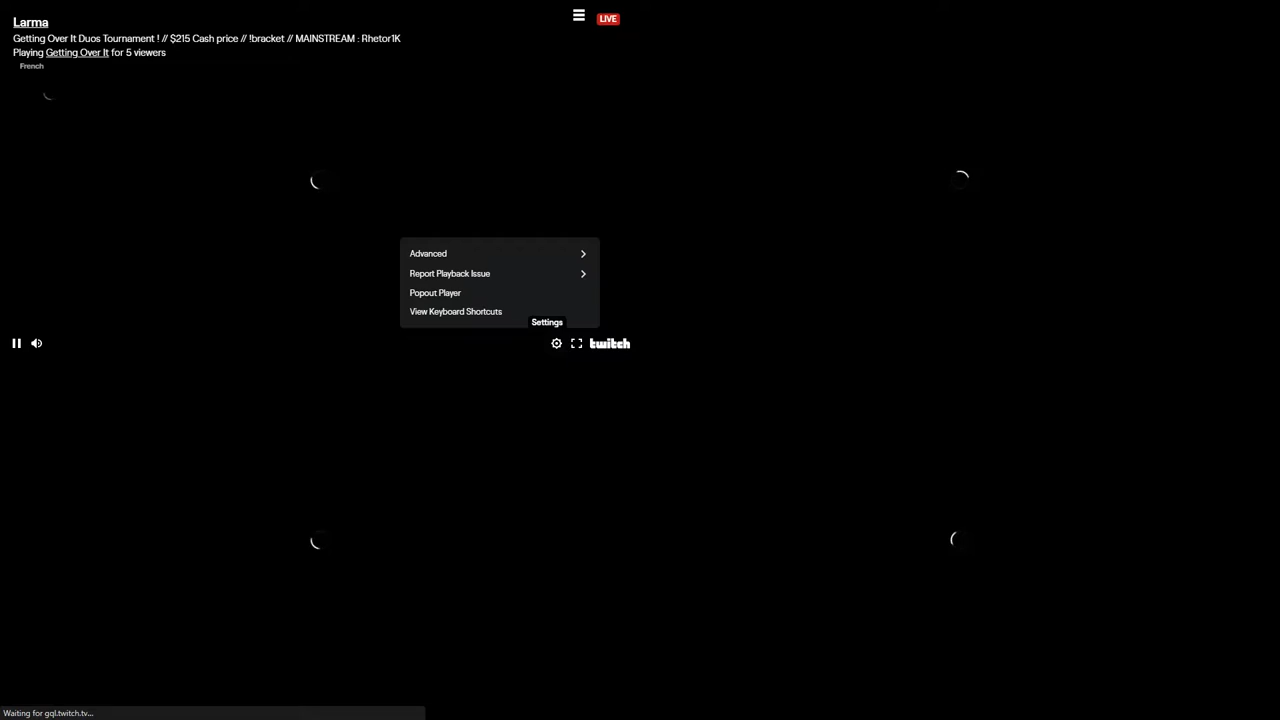 Larma
LIVE
Getting Over It Duos Tournament ! // $215 Cash price // !bracket // MAINSTREAM : Rhetor1K
Playing Getting Over It for 5 viewers
French
Advanced
Report Playback Issue
Popout Player
View Keyboard Shortcuts
Settings
twitch
Waiting for gql.twitch.tv...